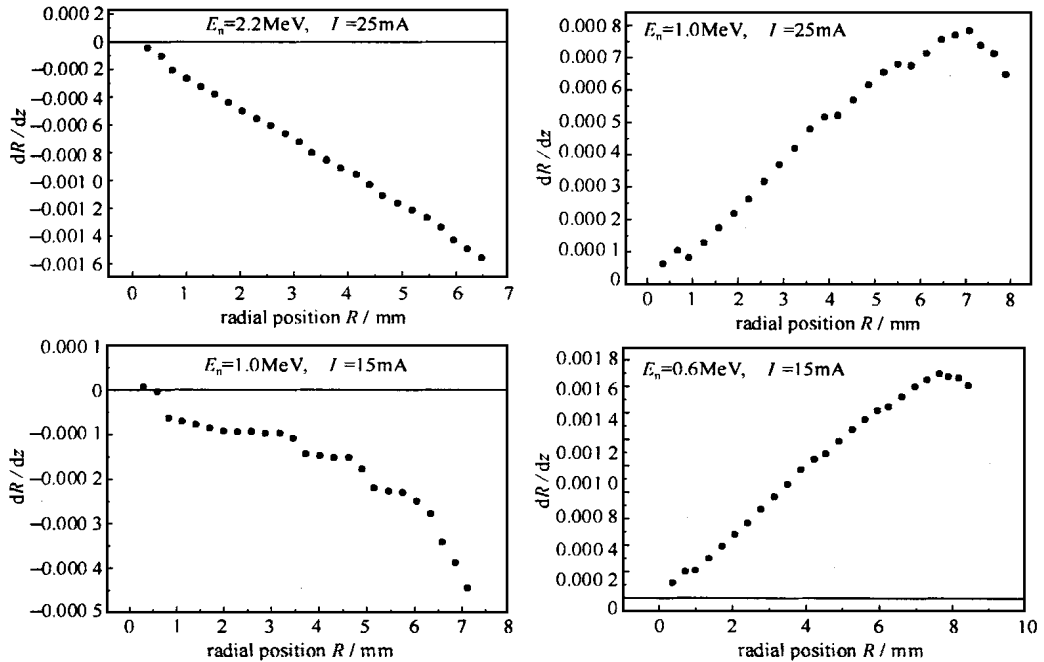 E_n=2.2MeV, I=25mA
0.000 2
0
−0.000 2
−0.000 4
−0.000 6
−0.000 8
−0.001 0
−0.001 2
−0.001 4
−0.001 6
dR/dz
0 1 2 3 4 5 6 7
radial position R / mm
E_n=1.0MeV, I=25mA
0.000 8
0.000 7
0.000 6
0.000 5
0.000 4
0.000 3
0.000 2
0.000 1
0
dR/dz
0 1 2 3 4 5 6 7 8
radial position R / mm
E_n=1.0MeV, I=15mA
0.000 1
0
−0.000 1
−0.000 2
−0.000 3
−0.000 4
−0.000 5
dR/dz
0 1 2 3 4 5 6 7 8
radial position R / mm
E_n=0.6MeV, I=15mA
0.001 8
0.001 6
0.001 4
0.001 2
0.001 0
0.000 8
0.000 6
0.000 4
0.000 2
0
dR/dz
0 2 4 6 8 10
radial position R / mm